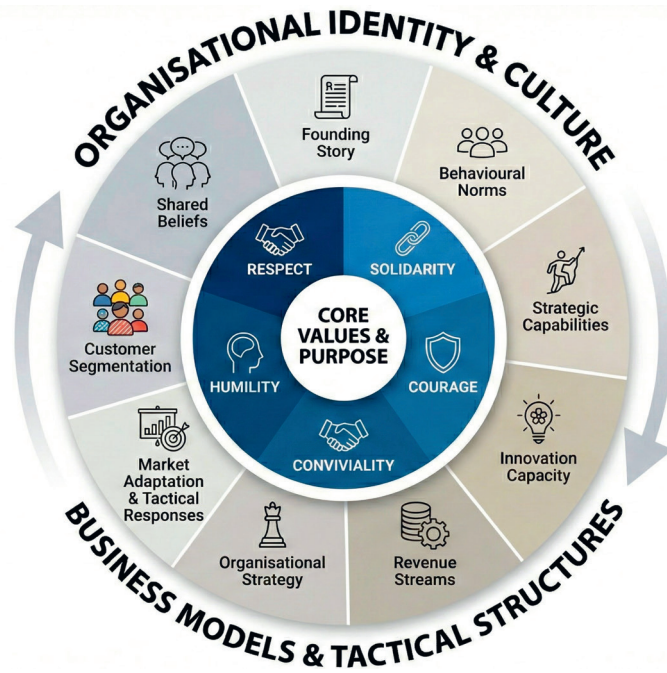 ORGANISATIONAL IDENTITY & CULTURE
Founding
Story
Behavioural
Norms
Strategic
Capabilities
Innovation
Capacity
Revenue
Streams
Organisational
Strategy
Market
Adaptation
& Tactical
Responses
Customer
Segmentation
Shared
Beliefs
RESPECT
SOLIDARITY
COURAGE
CONVIVIALITY
HUMILITY
CORE
VALUES &
PURPOSE
BUSINESS MODELS & TACTICAL STRUCTURES